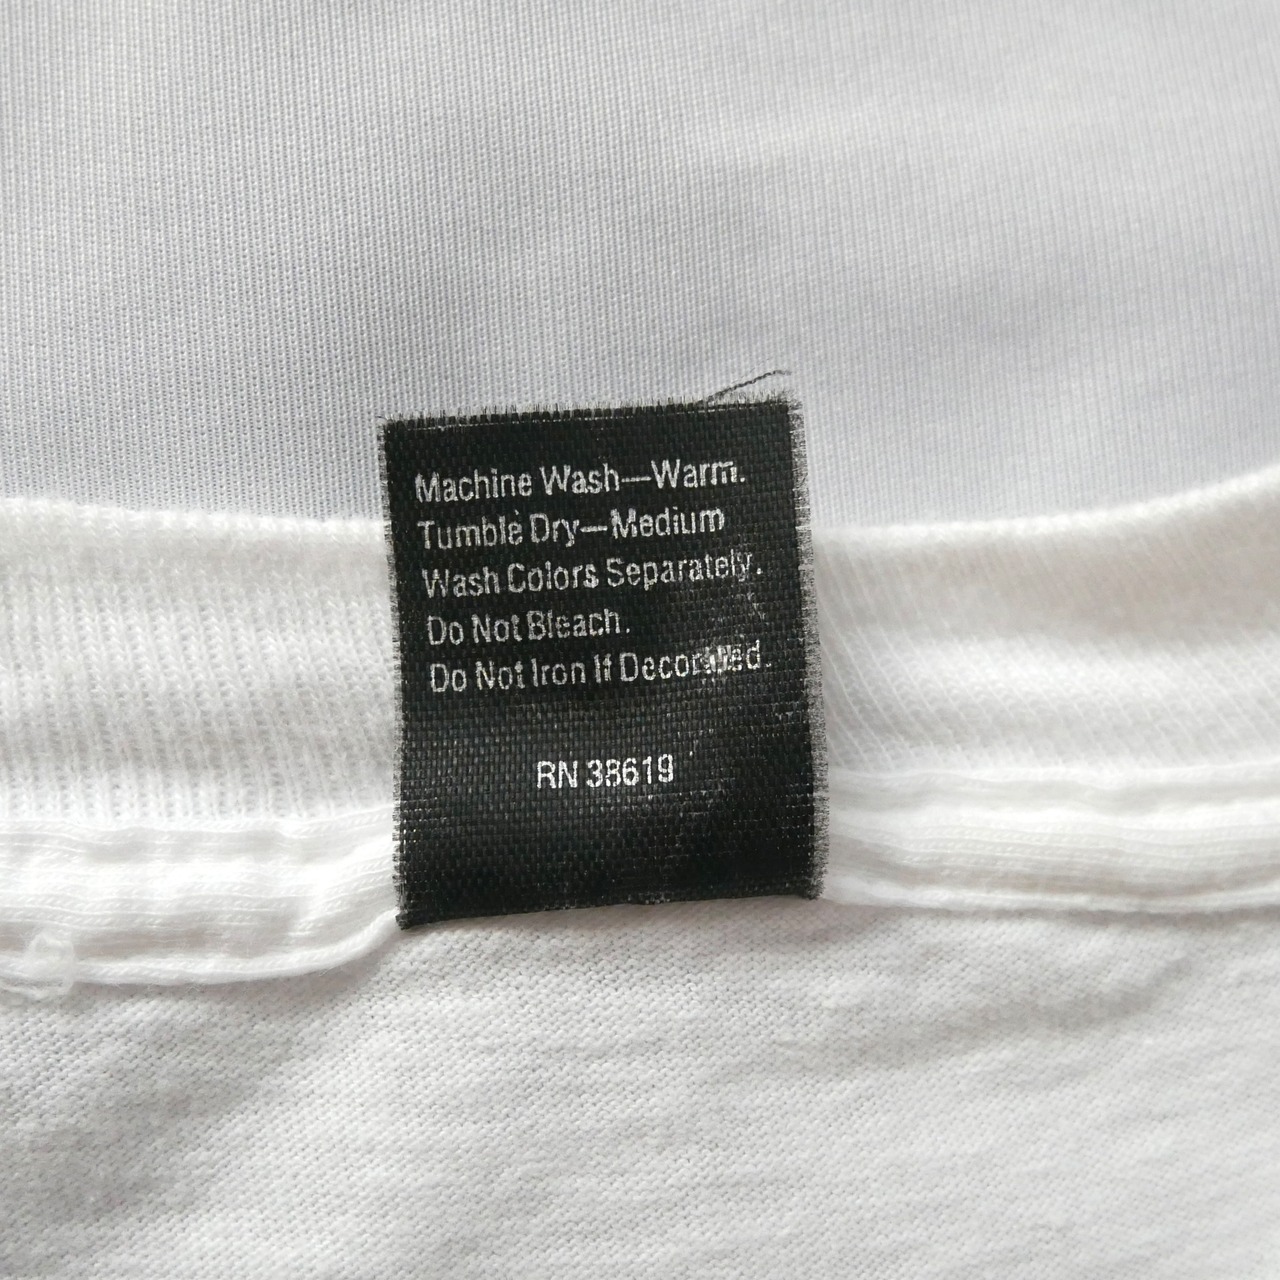 Machine Wash—Warm.
Tumble Dry—Medium
Wash Colors Separately.
Do Not Bleach.
Do Not Iron If Decorated.
RN 38619